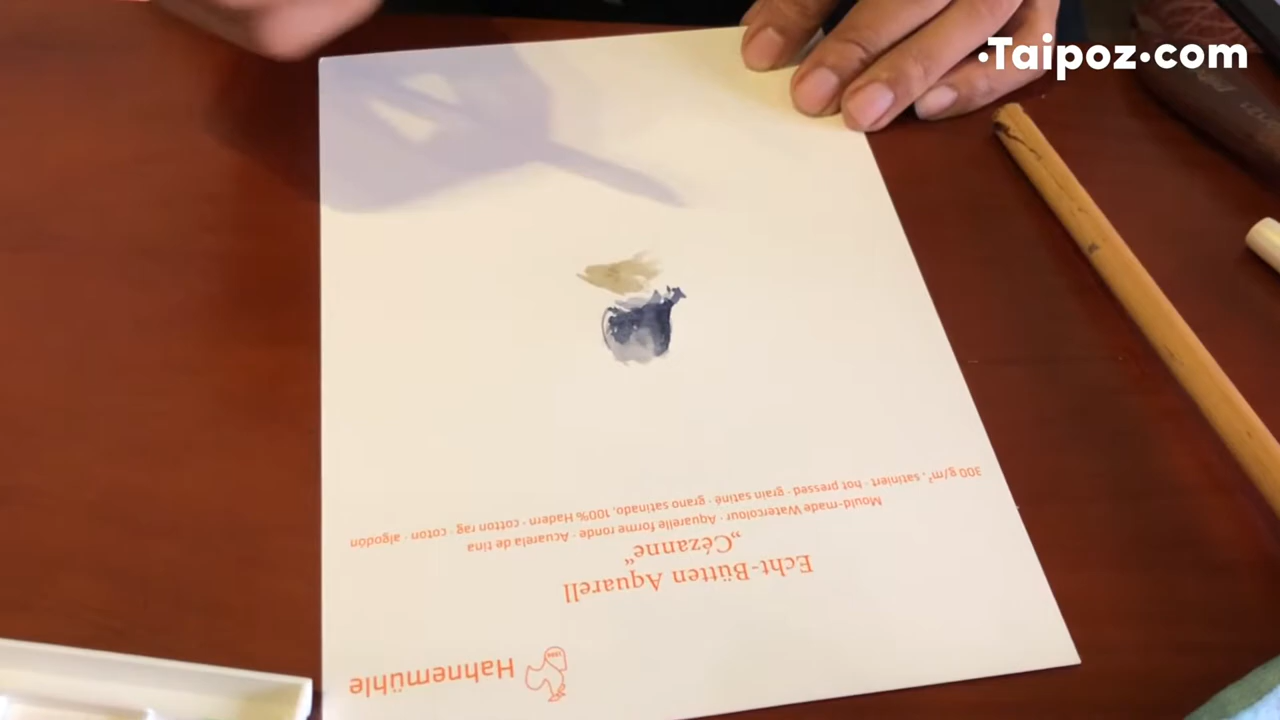 Taipoz.com
Hahnemühle
Echt-Bütten Aquarell
„Cézanne“
Mould-made Watercolour · Aquarelle forme ronde · Acuarela de tina
300 g/m², satiniert · hot pressed · grain satiné · grano satinado, 100% Hadern · cotton rag · coton · algodón